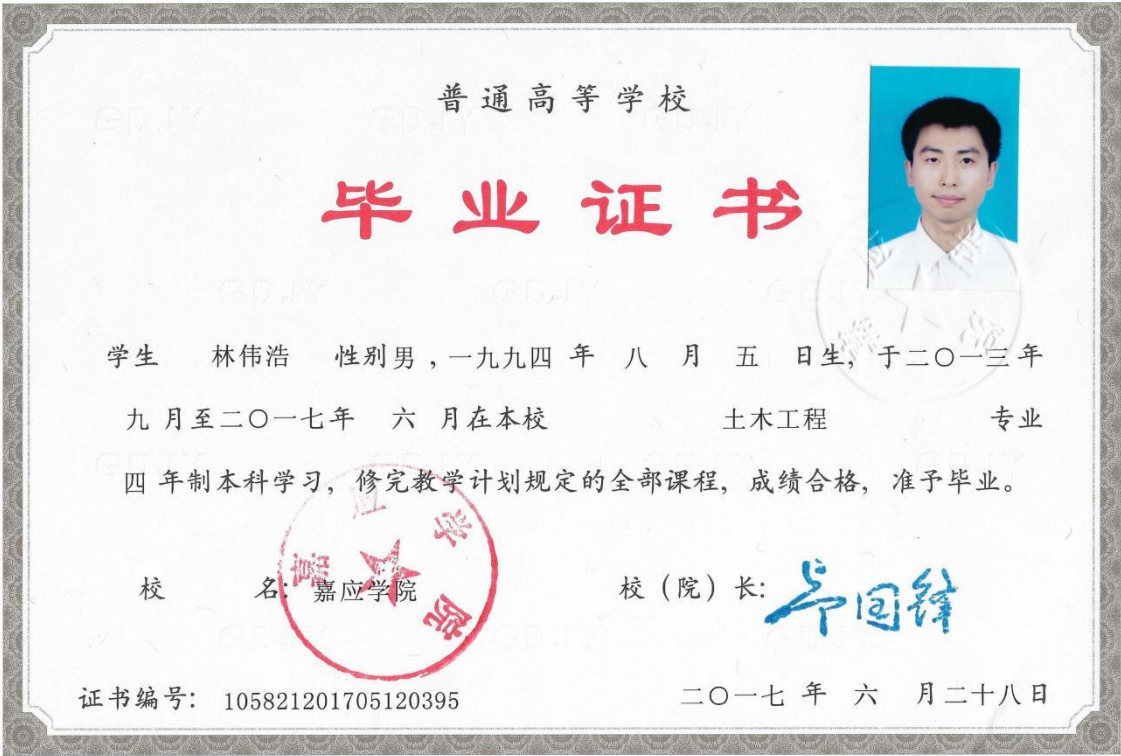 普通高等学校
毕业证书
学生 林伟浩 性别男，一九九四 年 八 月 五 日生，于二〇一三年
九 月至二〇一七年 六 月在本校 土木工程 专业
四 年制本科学习，修完教学计划规定的全部课程，成绩合格，准予毕业。
校 名：嘉应学院
嘉应学院
校（院）长：
证书编号：105821201705120395
二〇一七 年 六 月二十八日